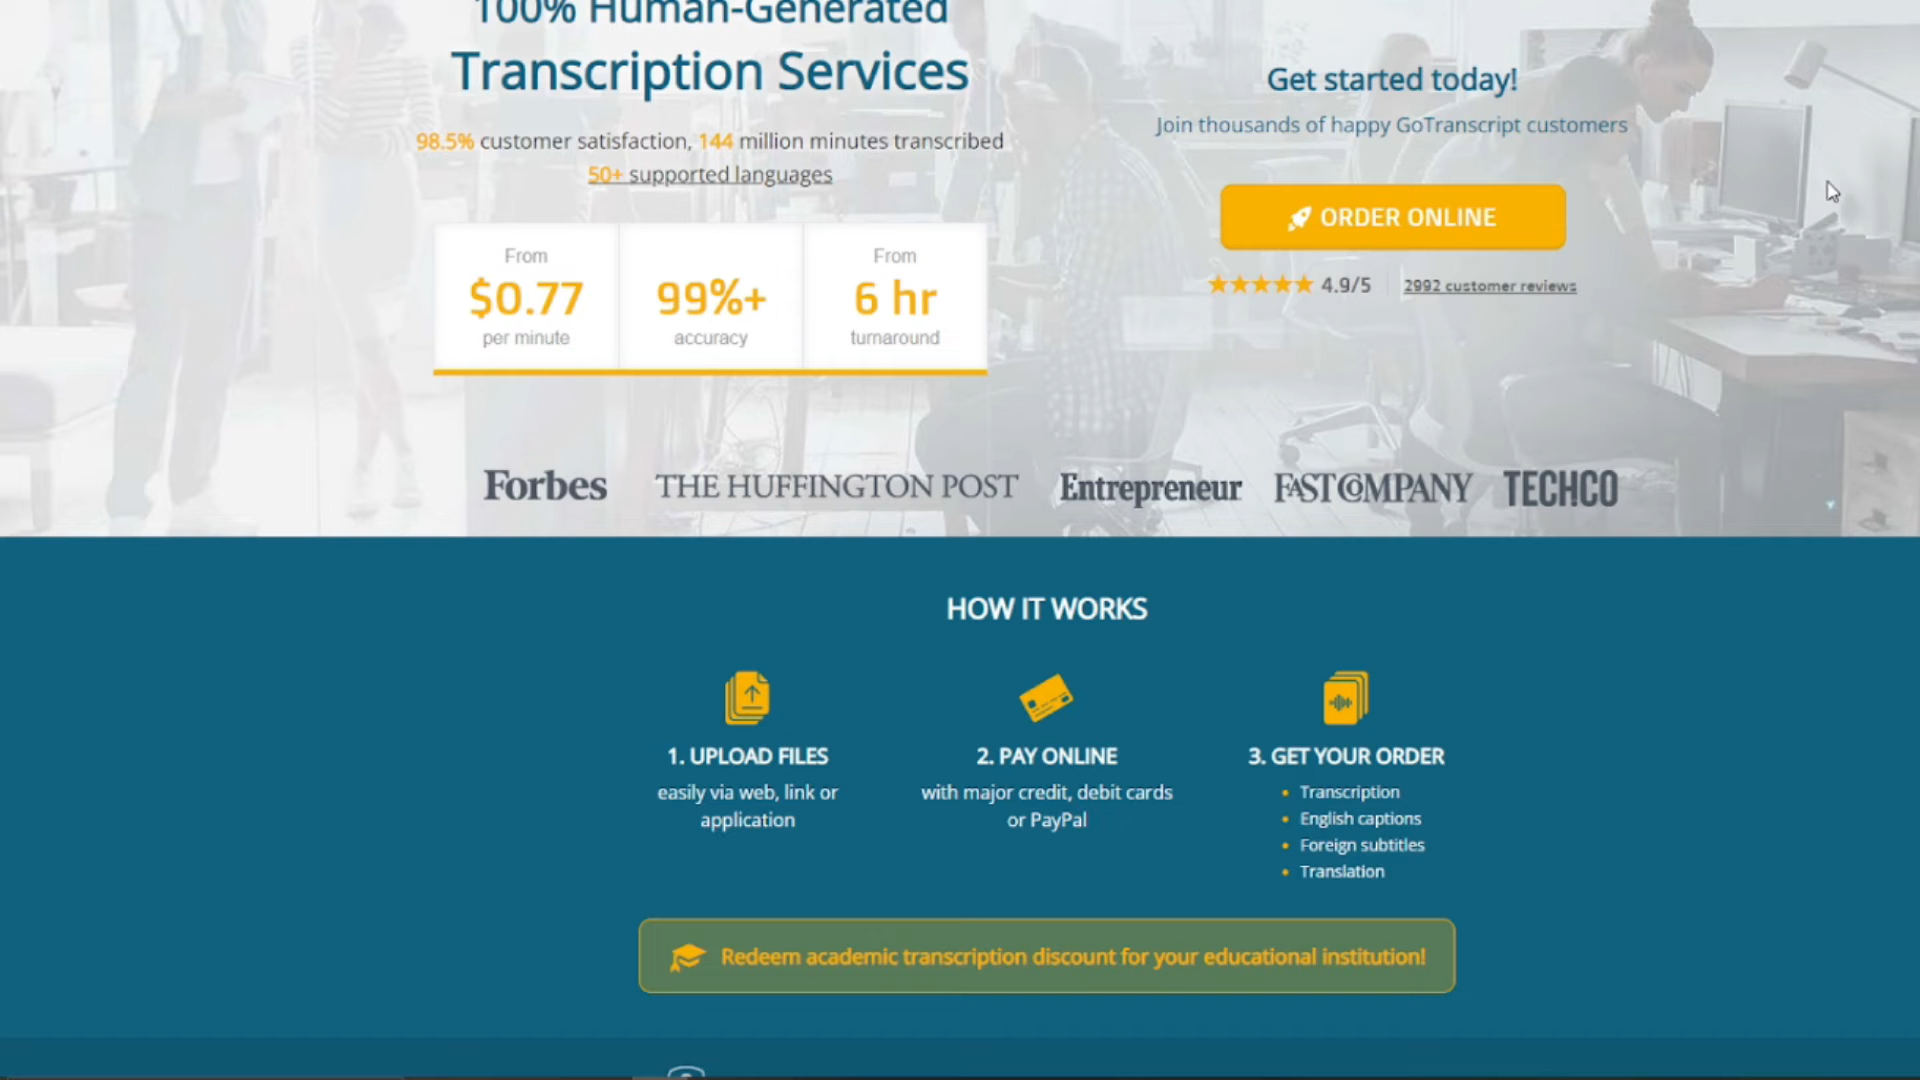 100% Human-Generated
Transcription Services
98.5% customer satisfaction, 144 million minutes transcribed
50+ supported languages
From
$0.77
per minute
99%+
accuracy
From
6 hr
turnaround
Get started today!
Join thousands of happy GoTranscript customers
ORDER ONLINE
4.9/5
2992 customer reviews
Forbes
THE HUFFINGTON POST
Entrepreneur
FAST COMPANY
TECHCO
HOW IT WORKS
1. UPLOAD FILES
easily via web, link or
application
2. PAY ONLINE
with major credit, debit cards
or PayPal
3. GET YOUR ORDER
• Transcription
• English captions
• Foreign subtitles
• Translation
Redeem academic transcription discount for your educational institution!